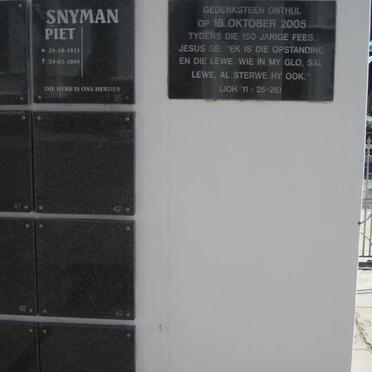 SNYMAN
PIET
★ 20-10-1921
✝ 24-02-2009
DIE HERE IS ONS HERDER
35
41
42
48
49
GEDENKSTEEN ONTHUL
OP 16 OKTOBER 2005
TYDENS DIE 150 JARIGE FEES.
JESUS SE: "EK IS DIE OPSTANDING
EN DIE LEWE. WIE IN MY GLO, SAL
LEWE, AL STERWE HY OOK."
(JOH. 11 : 25-26)